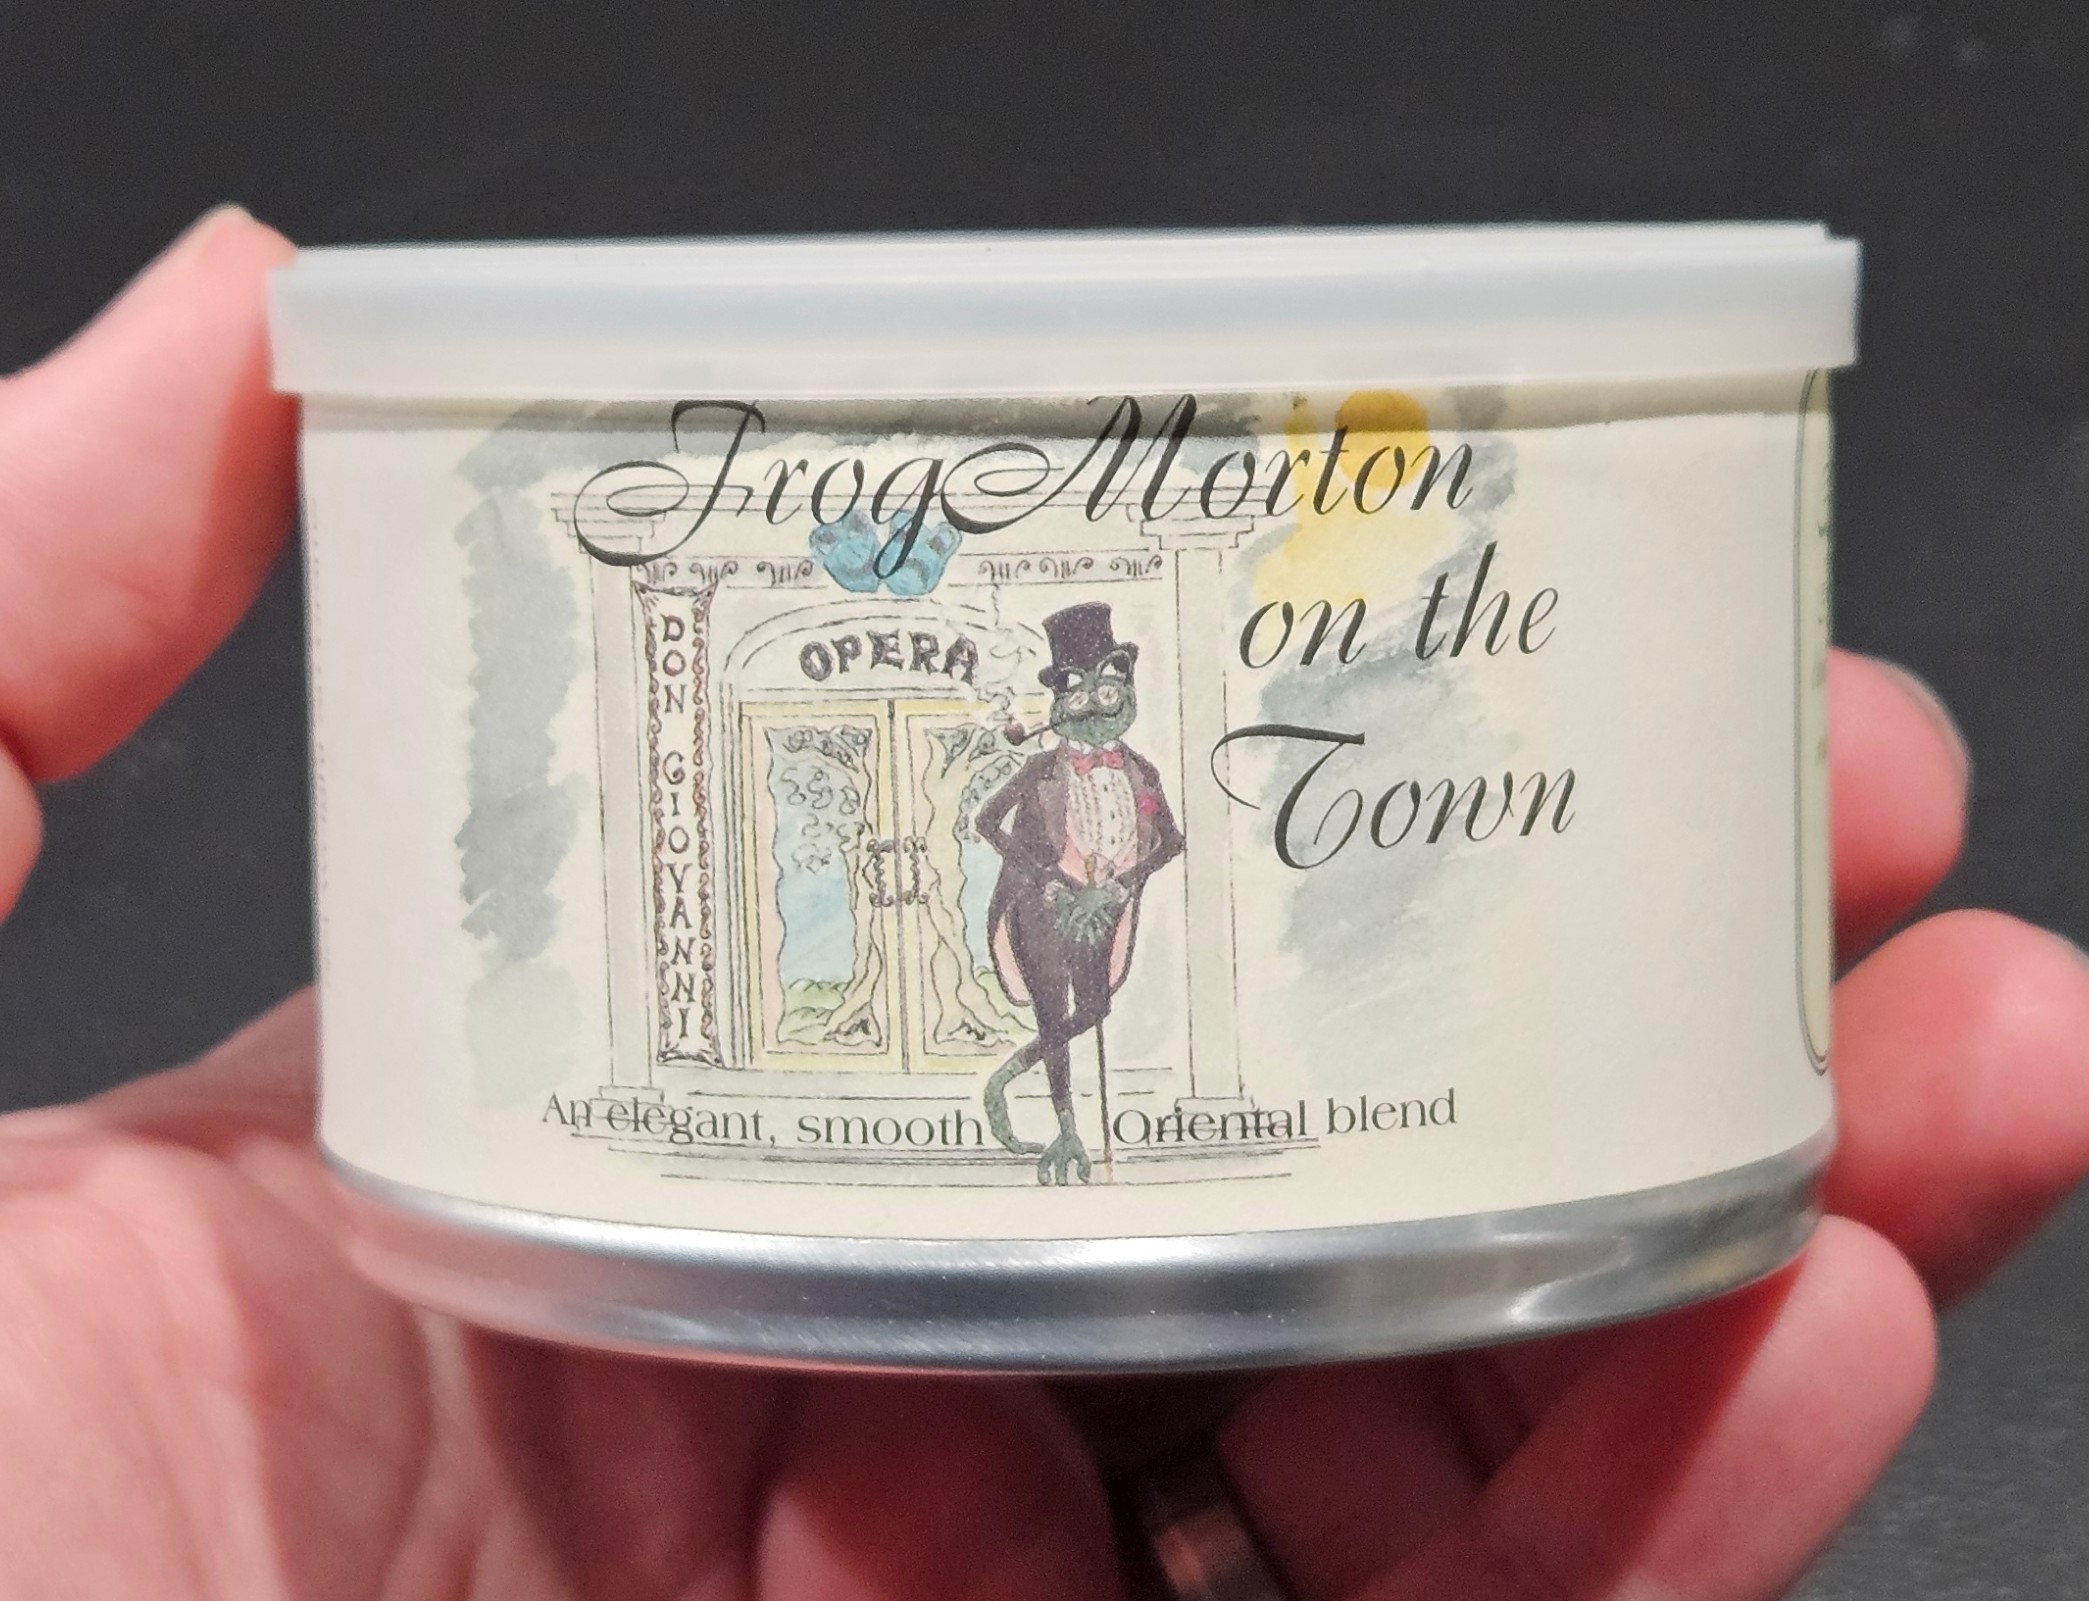 FrogMorton
on the
Town
OPERA
DON GIOVANNI
An elegant, smooth Oriental blend